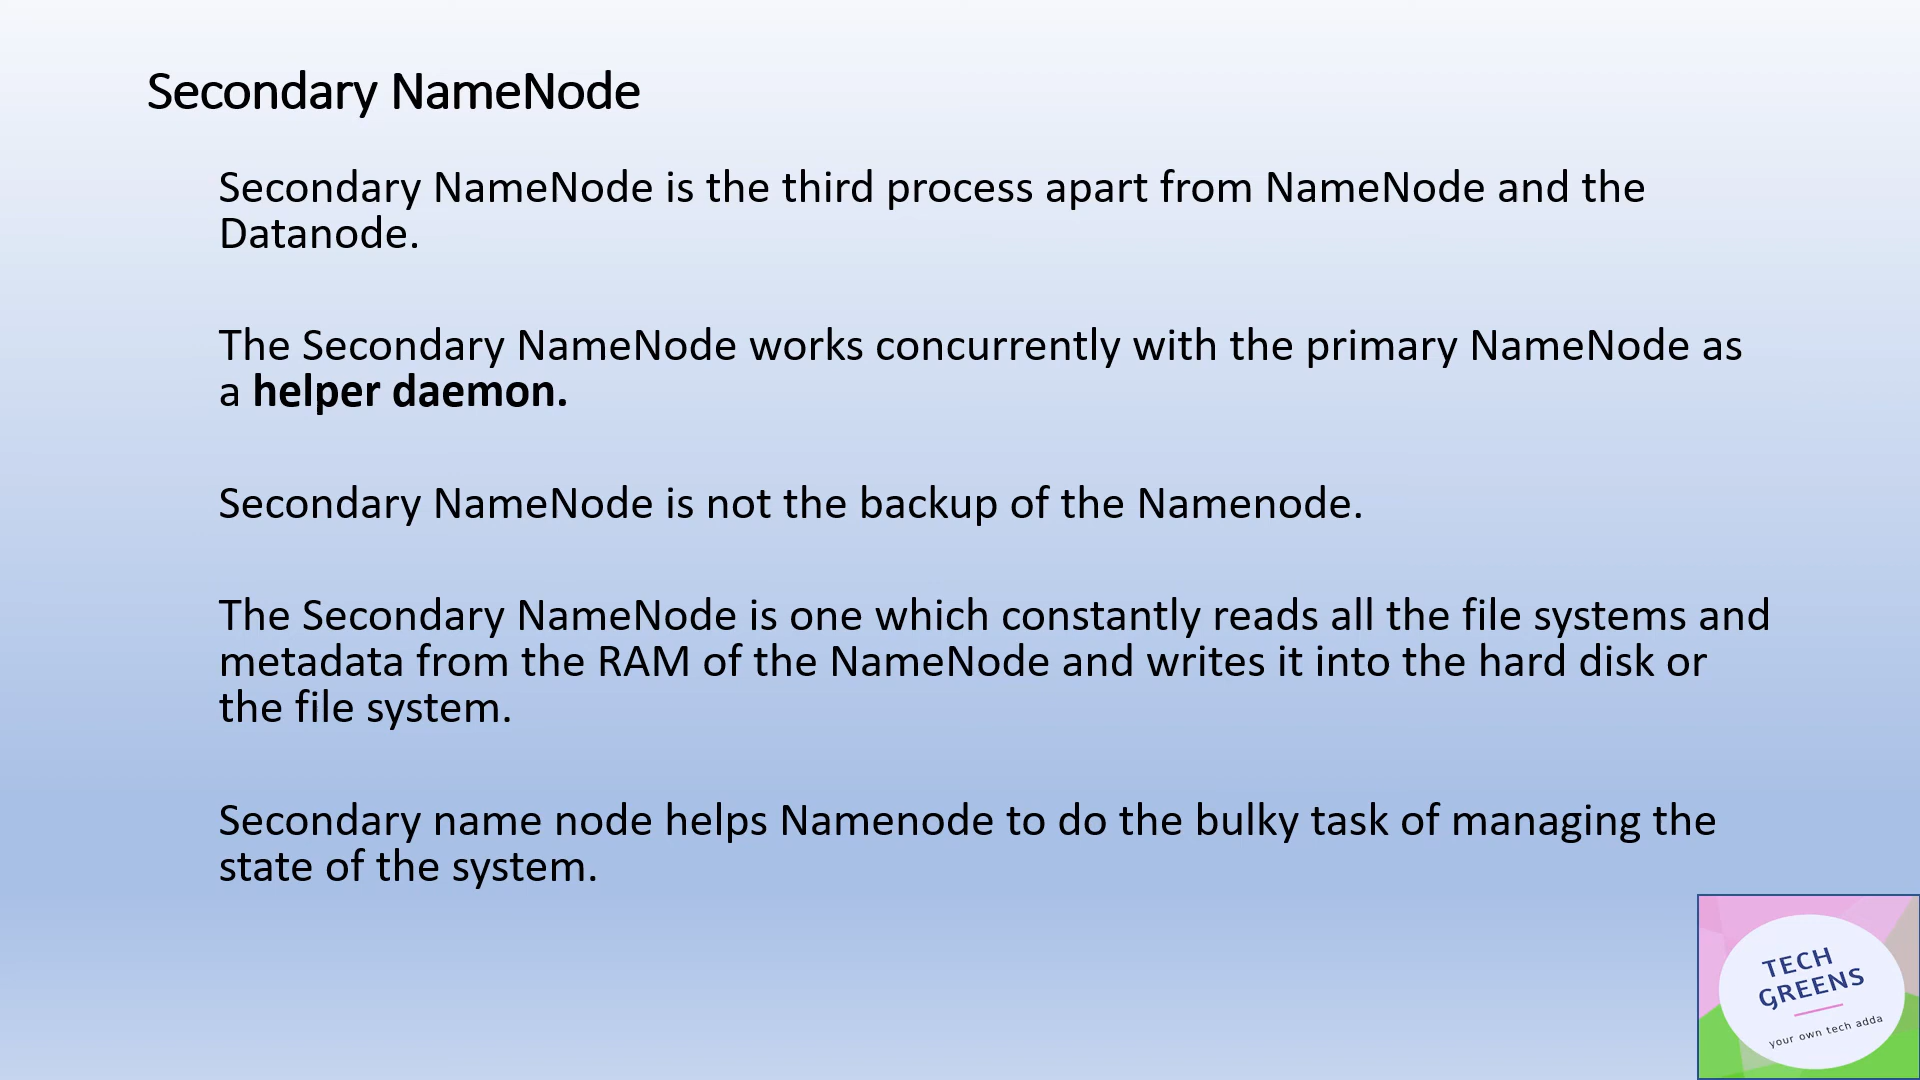 Secondary NameNode
Secondary NameNode is the third process apart from NameNode and the
Datanode.
The Secondary NameNode works concurrently with the primary NameNode as
a helper daemon.
Secondary NameNode is not the backup of the Namenode.
The Secondary NameNode is one which constantly reads all the file systems and
metadata from the RAM of the NameNode and writes it into the hard disk or
the file system.
Secondary name node helps Namenode to do the bulky task of managing the
state of the system.
TECH
GREENS
your own tech adda